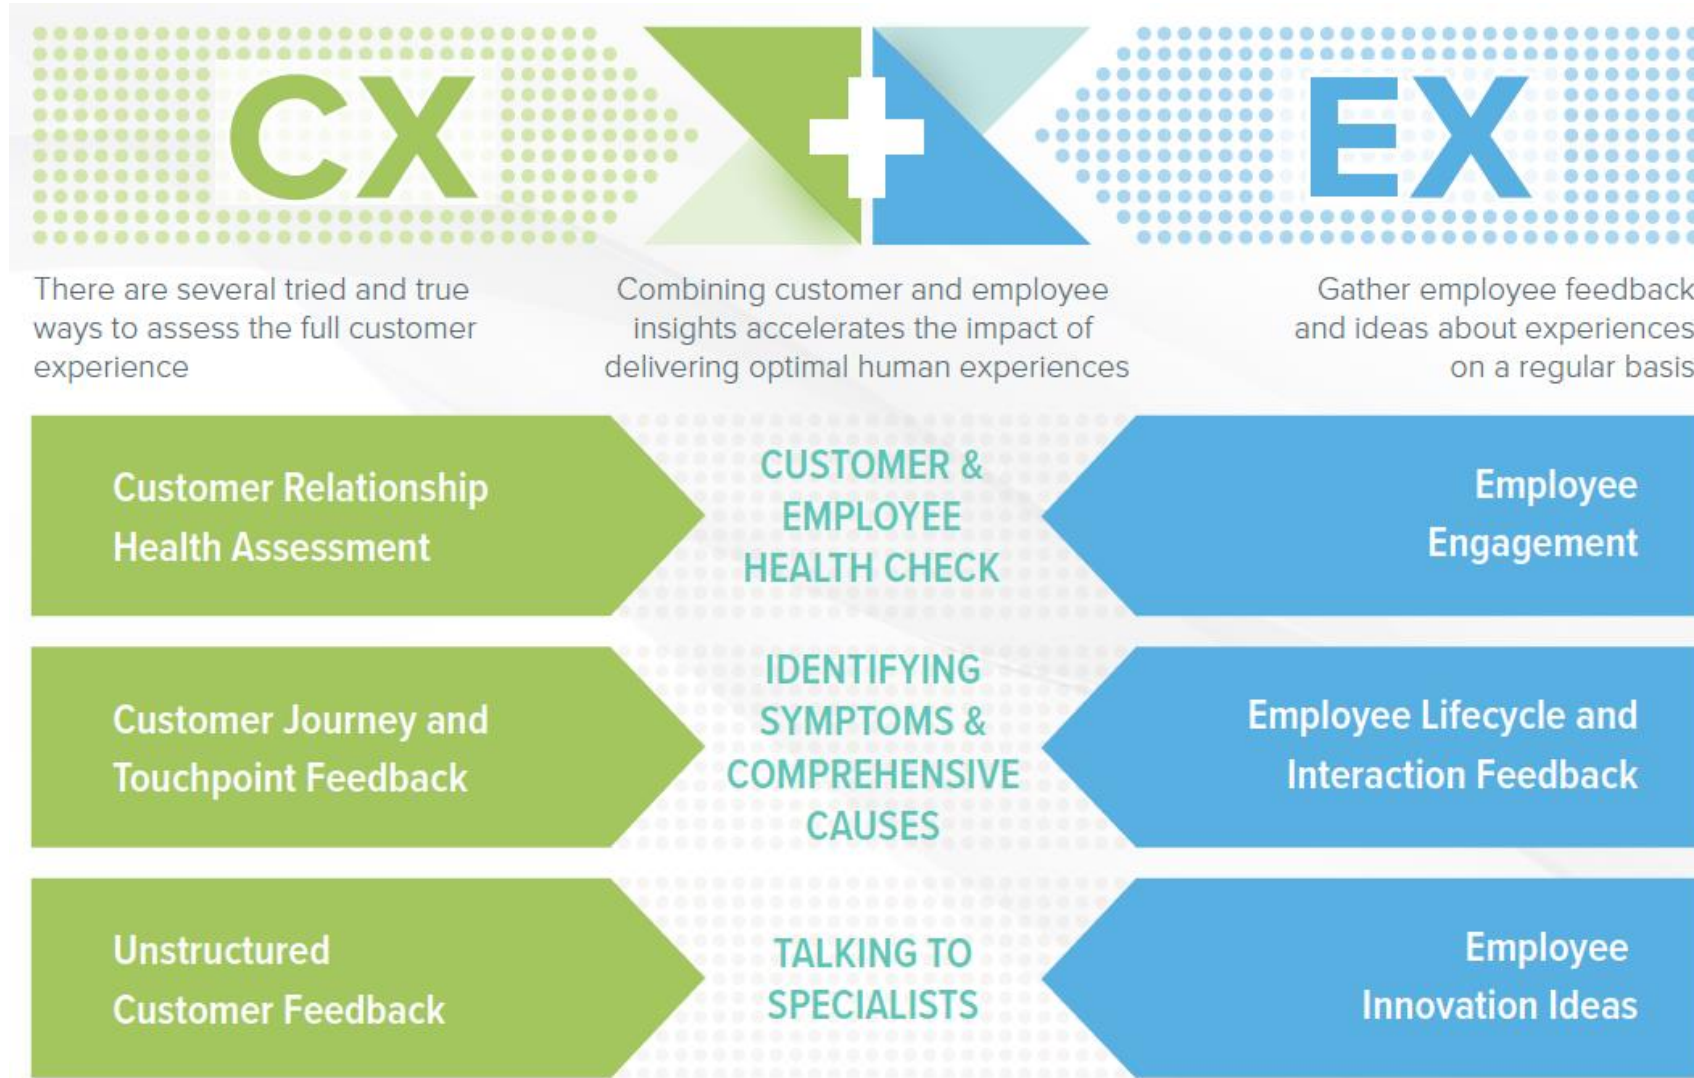 CX
EX
There are several tried and true
ways to assess the full customer
experience
Combining customer and employee
insights accelerates the impact of
delivering optimal human experiences
Gather employee feedback
and ideas about experiences
on a regular basis
Customer Relationship
Health Assessment
CUSTOMER &
EMPLOYEE
HEALTH CHECK
Employee
Engagement
Customer Journey and
Touchpoint Feedback
IDENTIFYING
SYMPTOMS &
COMPREHENSIVE
CAUSES
Employee Lifecycle and
Interaction Feedback
Unstructured
Customer Feedback
TALKING TO
SPECIALISTS
Employee
Innovation Ideas